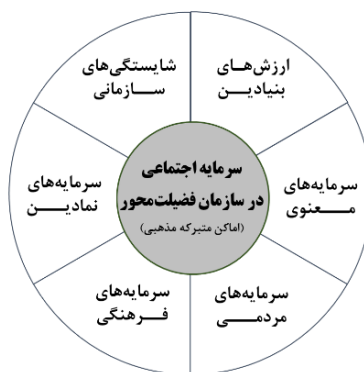 ارزش‌های
بنیادین
شایستگی‌های
سازمانی
سرمایه اجتماعی
در سازمان فضیلت‌محور
(اماکن متبرکه مذهبی)
سرمایه‌های
معنوی
سرمایه‌های
نمادین
سرمایه‌های
مردمی
سرمایه‌های
فرهنگی